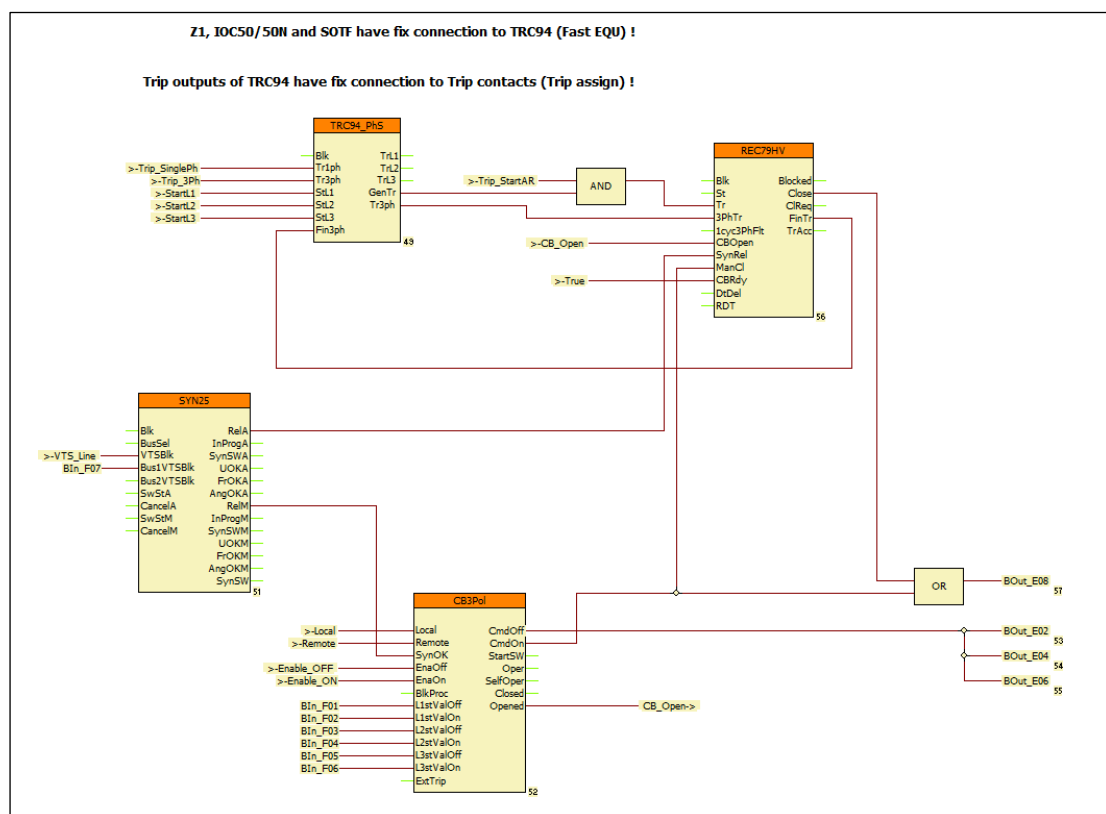 Z1, IOC50/50N and SOTF have fix connection to TRC94 (Fast EQU) !
Trip outputs of TRC94 have fix connection to Trip contacts (Trip assign) !
TRC94_PhS
Blk TrL1
>-Trip_SinglePh Tr1ph TrL2
>-Trip_3Ph Tr3ph TrL3
>-StartL1 StL1 GenTr
>-StartL2 StL2 Tr3ph
>-StartL3 StL3
Fin3ph
49
>-Trip_StartAR
AND
REC79HV
Blk Blocked
St Close
Tr ClReq
3PhTr FinTr
1cyc3PhFlt TrAcc
>-CB_Open CBOpen
SynRel
ManCl
>-True CBRdy
DtDel
RDT
56
SYN25
Blk RelA
BusSel InProgA
>-VTS_Line VTSBlk SynSWA
BIn_F07 Bus1VTSBlk UOKA
Bus2VTSBlk FrOKA
SwStA AngOKA
CancelA RelM
SwStM InProgM
CancelM SynSWM
UOKM
FrOKM
AngOKM
SynSW
51
CB3Pol
>-Local Local CmdOff
>-Remote Remote CmdOn
SynOK StartSW
>-Enable_OFF EnaOff Oper
>-Enable_ON EnaOn SelfOper
BlkProc Closed
BIn_F01 L1stValOff Opened CB_Open->
BIn_F02 L1stValOn
BIn_F03 L2stValOff
BIn_F04 L2stValOn
BIn_F05 L3stValOff
BIn_F06 L3stValOn
ExtTrip
52
OR
BOut_E08
57
BOut_E02
53
BOut_E04
54
BOut_E06
55